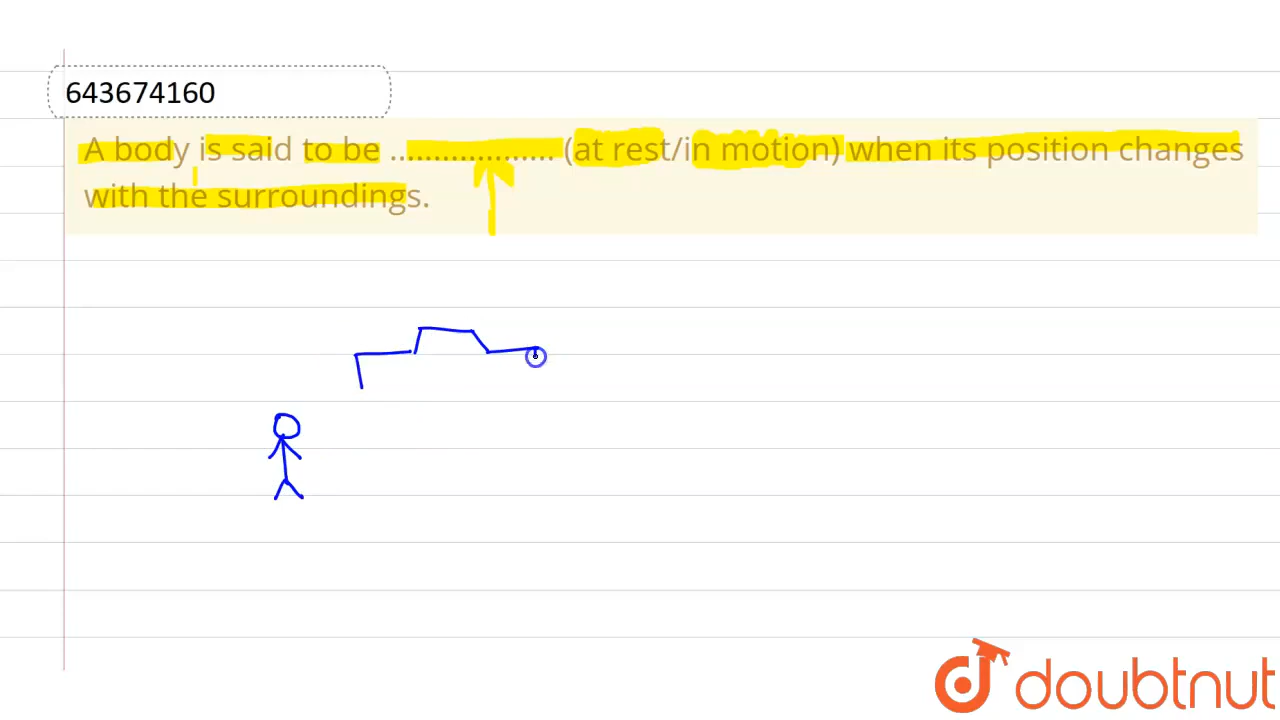 643674160
A body is said to be ................... (at rest/in motion) when its position changes
with the surroundings.
doubtnut